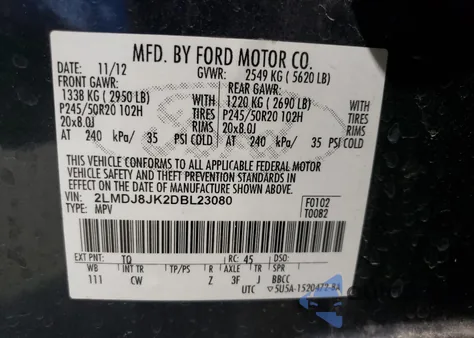 MFD. BY FORD MOTOR CO.
DATE: 11/12 GVWR: 2549 KG ( 5620 LB)
FRONT GAWR: REAR GAWR:
1338 KG ( 2950 LB) 1220 KG ( 2690 LB)
P245/50R20 102H TIRES P245/50R20 102H TIRES
20x8.0J RIMS 20x8.0J RIMS
AT 240 kPa/ 35 PSI COLD AT 240 kPa/ 35 PSI COLD
THIS VEHICLE CONFORMS TO ALL APPLICABLE FEDERAL MOTOR
VEHICLE SAFETY AND THEFT PREVENTION STANDARDS IN
EFFECT ON THE DATE OF MANUFACTURE SHOWN ABOVE.
VIN: 2LMDJ8JK2DBL23080 F0102
TYPE: MPV T0082
EXT PNT: TQ RC: 45 DSO:
WB INT TR TP/PS R AXLE TR SPR
111 CW Z 3F J BBCC
UTC